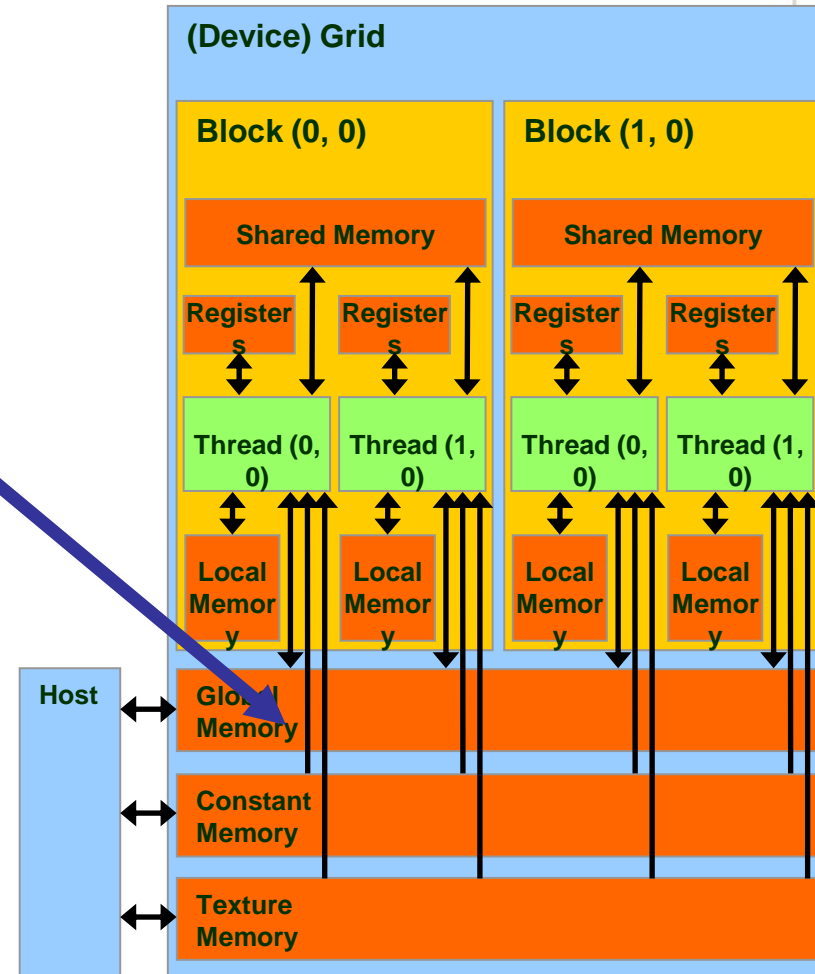 (Device) Grid
Block (0, 0)
Block (1, 0)
Shared Memory
Shared Memory
Register
s
Register
s
Register
s
Register
s
Thread (0,
0)
Thread (1,
0)
Thread (0,
0)
Thread (1,
0)
Local
Memor
y
Local
Memor
y
Local
Memor
y
Local
Memor
y
Host
Global
Memory
Constant
Memory
Texture
Memory